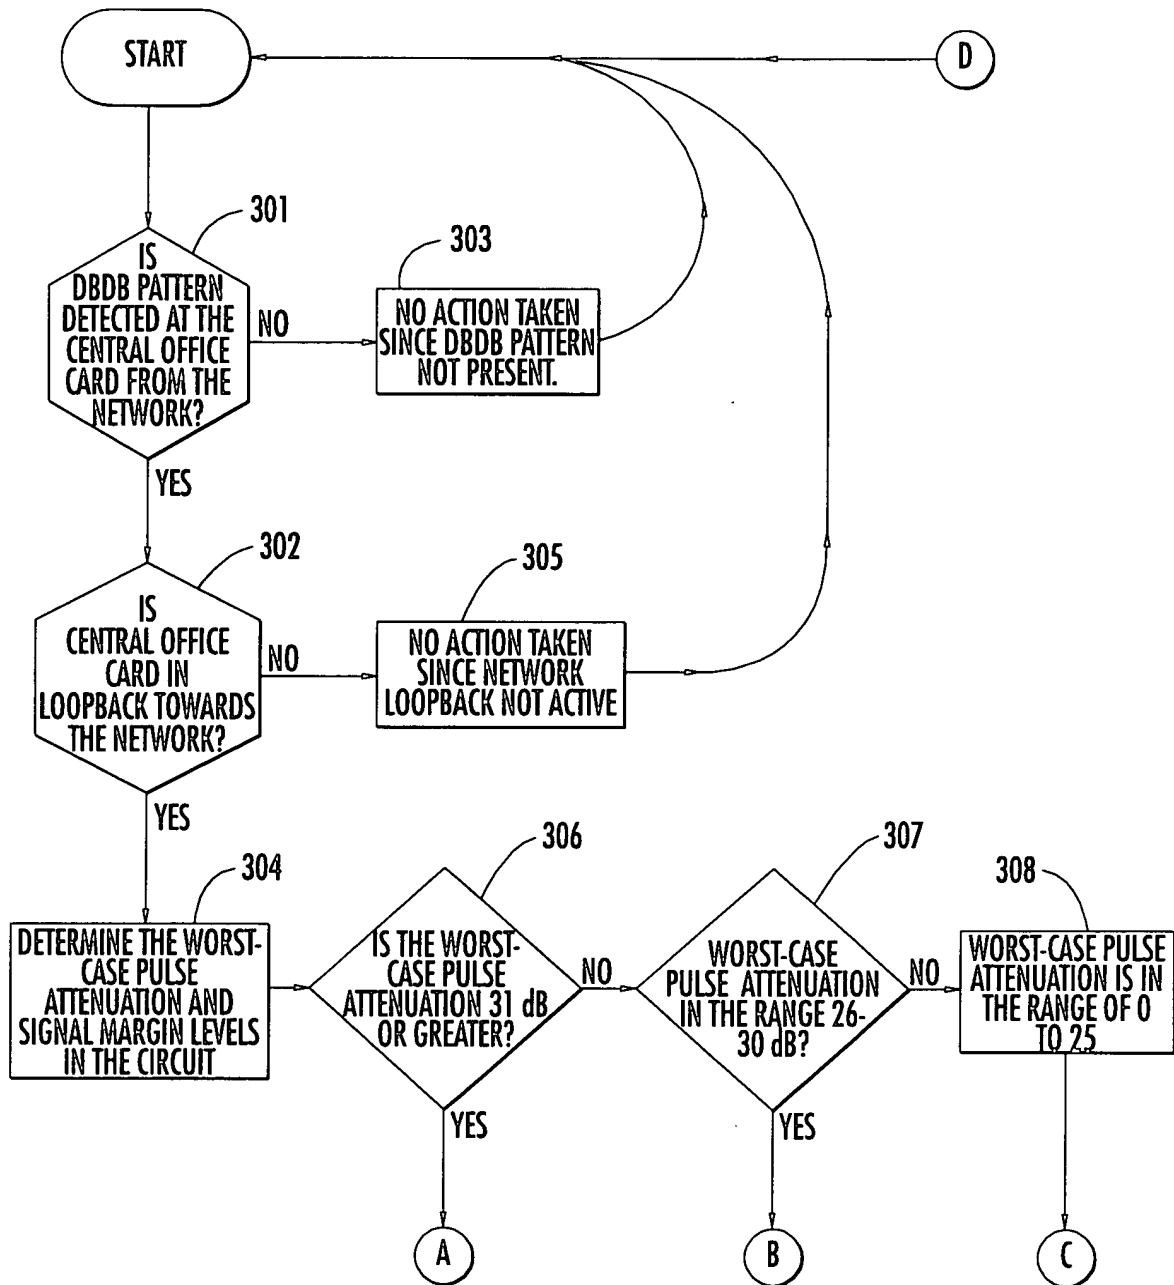 START
D
301
IS
DBDB PATTERN
DETECTED AT THE
CENTRAL OFFICE
CARD FROM THE
NETWORK?
NO
303
NO ACTION TAKEN
SINCE DBDB PATTERN
NOT PRESENT.
YES
302
IS
CENTRAL OFFICE
CARD IN
LOOPBACK TOWARDS
THE NETWORK?
NO
305
NO ACTION TAKEN
SINCE NETWORK
LOOPBACK NOT ACTIVE
YES
304
DETERMINE THE WORST-
CASE PULSE
ATTENUATION AND
SIGNAL MARGIN LEVELS
IN THE CIRCUIT
306
IS THE WORST-
CASE PULSE
ATTENUATION 31 dB
OR GREATER?
NO
YES
307
WORST-CASE
PULSE ATTENUATION
IN THE RANGE 26-
30 dB?
NO
YES
308
WORST-CASE PULSE
ATTENUATION IS IN
THE RANGE OF 0
TO 25
A
B
C